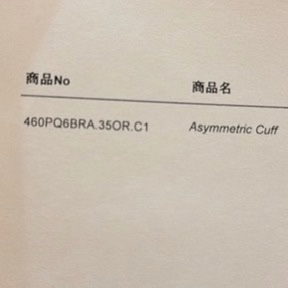 商品No 商品名
460PQ6BRA.35OR.C1 Asymmetric Cuff